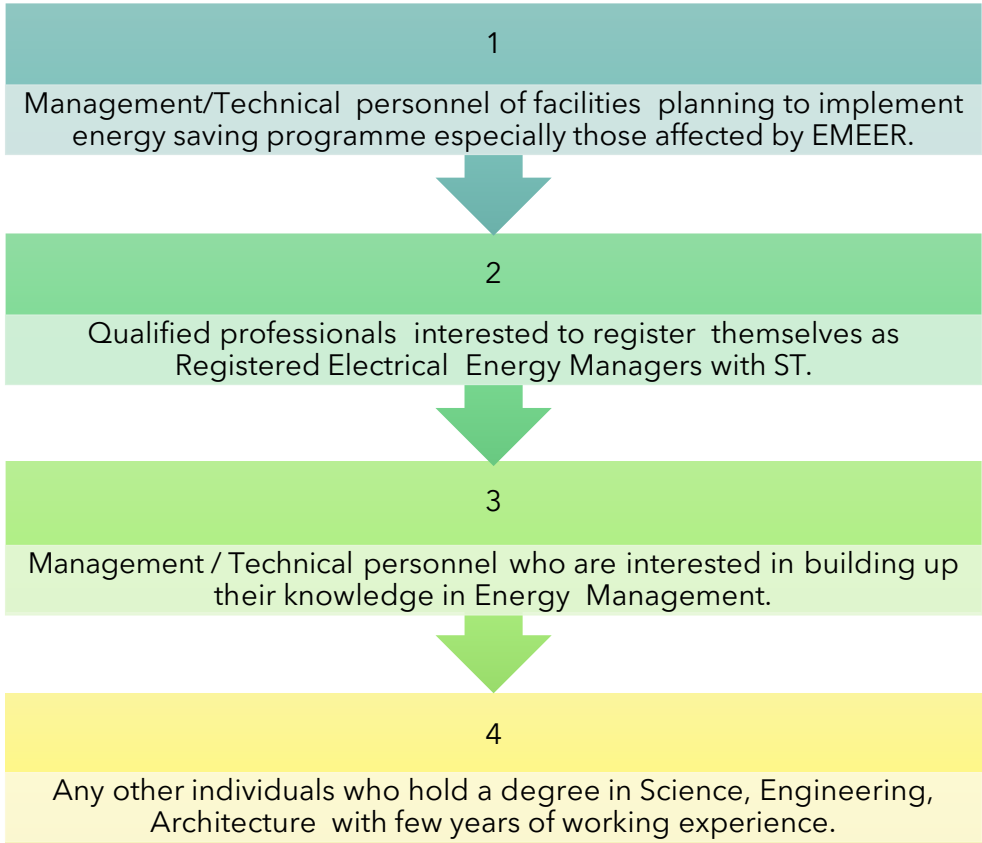 1
Management/Technical personnel of facilities planning to implement
energy saving programme especially those affected by EMEER.
2
Qualified professionals interested to register themselves as
Registered Electrical Energy Managers with ST.
3
Management / Technical personnel who are interested in building up
their knowledge in Energy Management.
4
Any other individuals who hold a degree in Science, Engineering,
Architecture with few years of working experience.